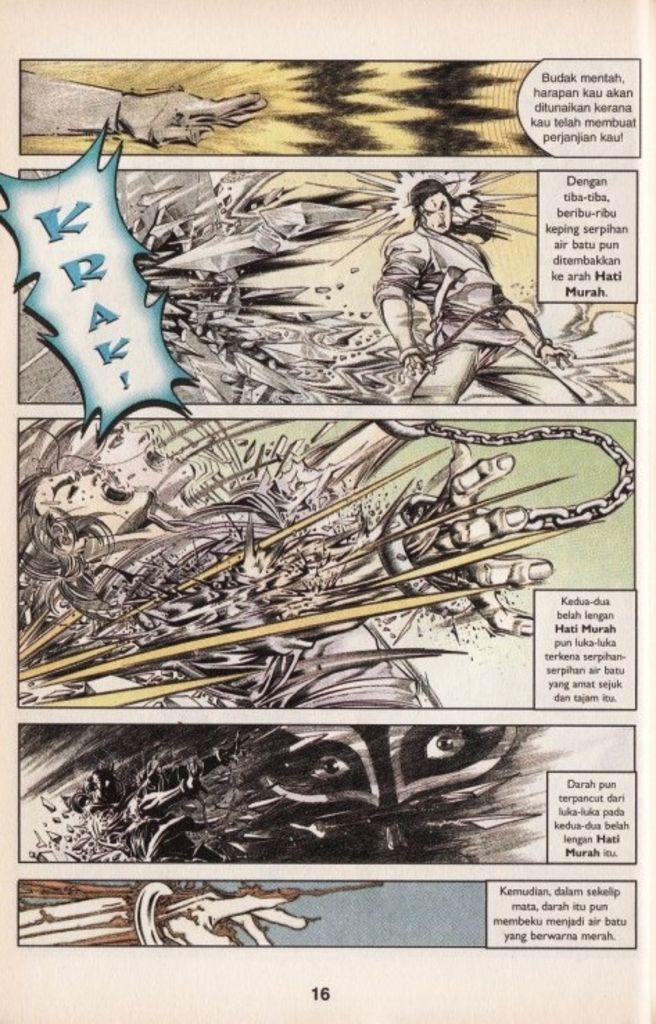 Budak mentah,
harapan kau akan
ditunaikan kerana
kau telah membuat
perjanjian kau!
KRAK!
Dengan
tiba-tiba,
beribu-ribu
keping serpihan
air batu pun
ditembakkan
ke arah Hati
Murah.
Kedua-dua
belah lengan
Hati Murah
pun luka-luka
terkena serpihan-
serpihan air batu
yang amat sejuk
dan tajam itu.
Darah pun
terpancut dari
luka-luka pada
kedua-dua belah
lengan Hati
Murah itu.
Kemudian, dalam sekelip
mata, darah itu pun
membeku menjadi air batu
yang berwarna merah.
16